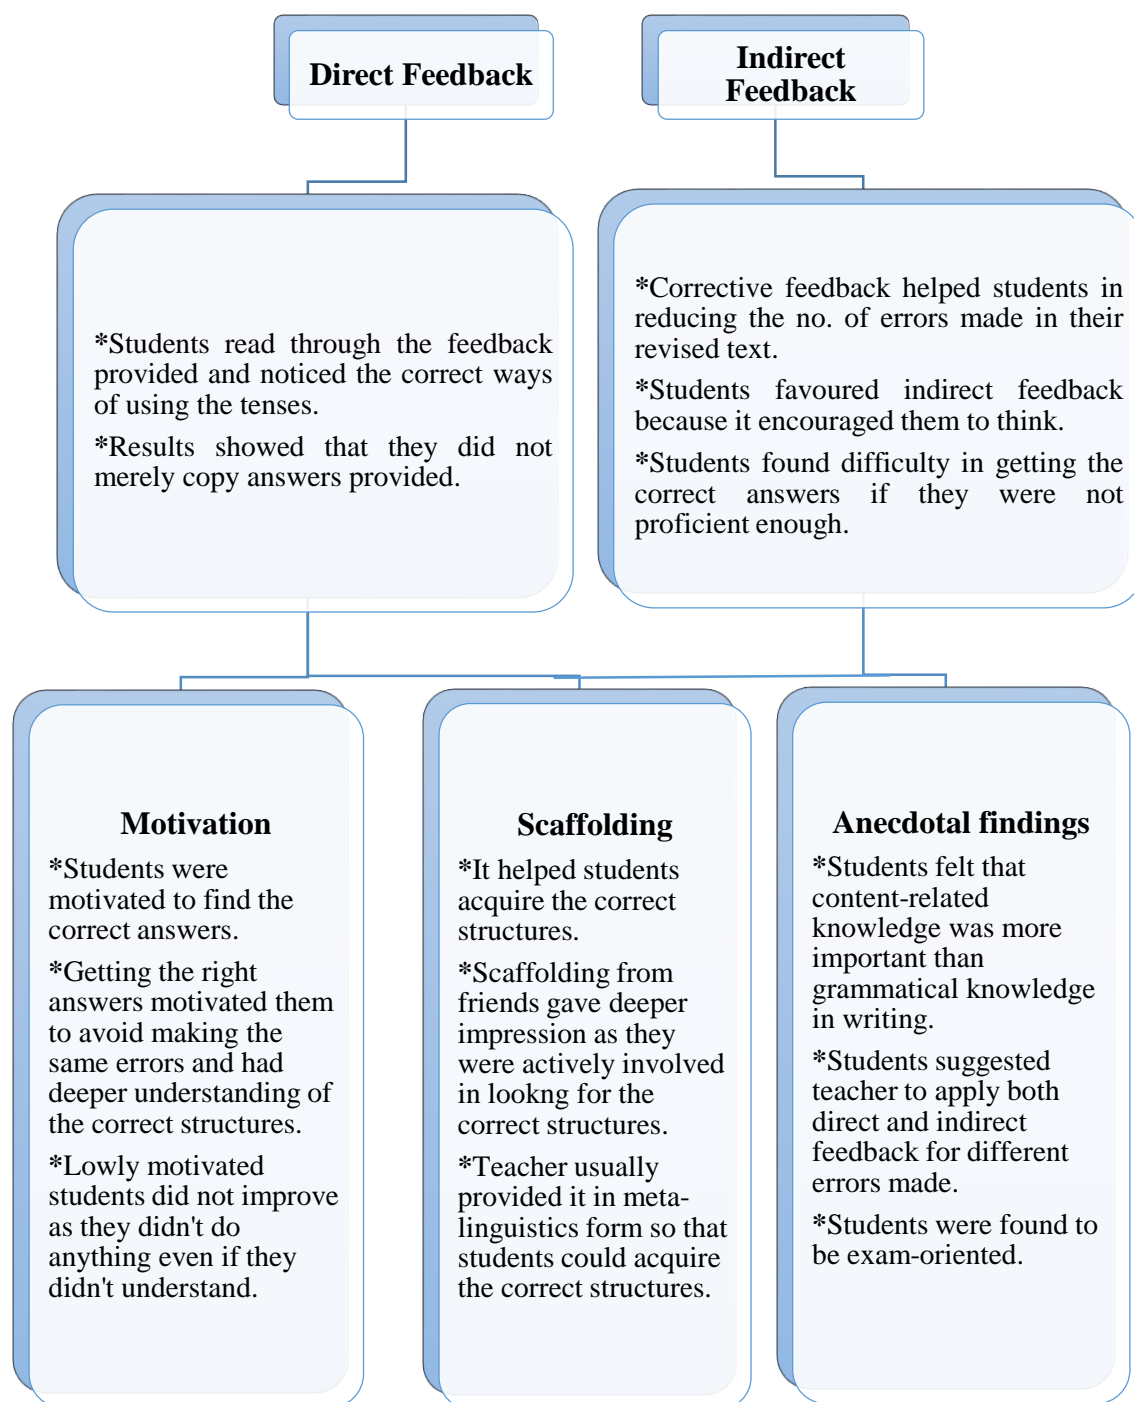 Direct Feedback
Indirect
Feedback
*Students read through the feedback
provided and noticed the correct ways
of using the tenses.
*Results showed that they did not
merely copy answers provided.
*Corrective feedback helped students in
reducing the no. of errors made in their
revised text.
*Students favoured indirect feedback
because it encouraged them to think.
*Students found difficulty in getting the
correct answers if they were not
proficient enough.
Motivation
*Students were
motivated to find the
correct answers.
*Getting the right
answers motivated them
to avoid making the
same errors and had
deeper understanding of
the correct structures.
*Lowly motivated
students did not improve
as they didn't do
anything even if they
didn't understand.
Scaffolding
*It helped students
acquire the correct
structures.
*Scaffolding from
friends gave deeper
impression as they
were actively involved
in lookng for the
correct structures.
*Teacher usually
provided it in meta-
linguistics form so that
students could acquire
the correct structures.
Anecdotal findings
*Students felt that
content-related
knowledge was more
important than
grammatical knowledge
in writing.
*Students suggested
teacher to apply both
direct and indirect
feedback for different
errors made.
*Students were found to
be exam-oriented.